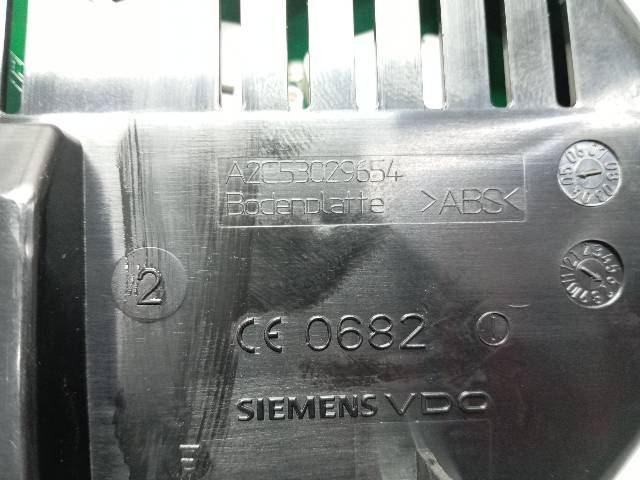 A2C53029654
Bodenplatte >ABS<
2
CE 0682
SIEMENS VDO